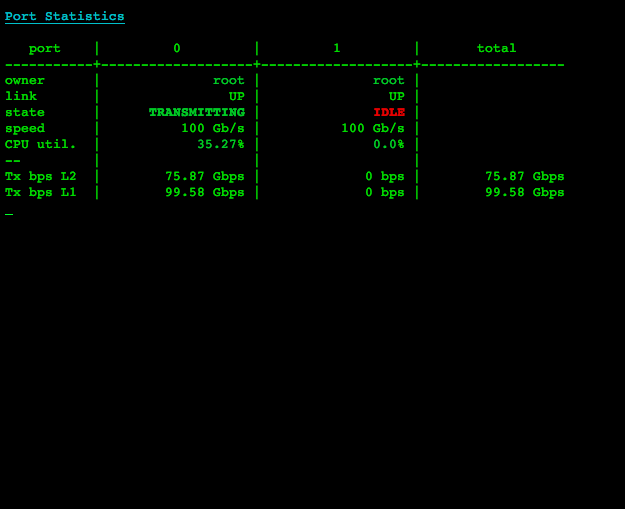 Port Statistics
port | 0 | 1 | total
-----------+-------------------+-------------------+------------------
owner | root | root |
link | UP | UP |
state | TRANSMITTING | IDLE |
speed | 100 Gb/s | 100 Gb/s |
CPU util. | 35.27% | 0.0% |
-- | | |
Tx bps L2 | 75.87 Gbps | 0 bps | 75.87 Gbps
Tx bps L1 | 99.58 Gbps | 0 bps | 99.58 Gbps
_